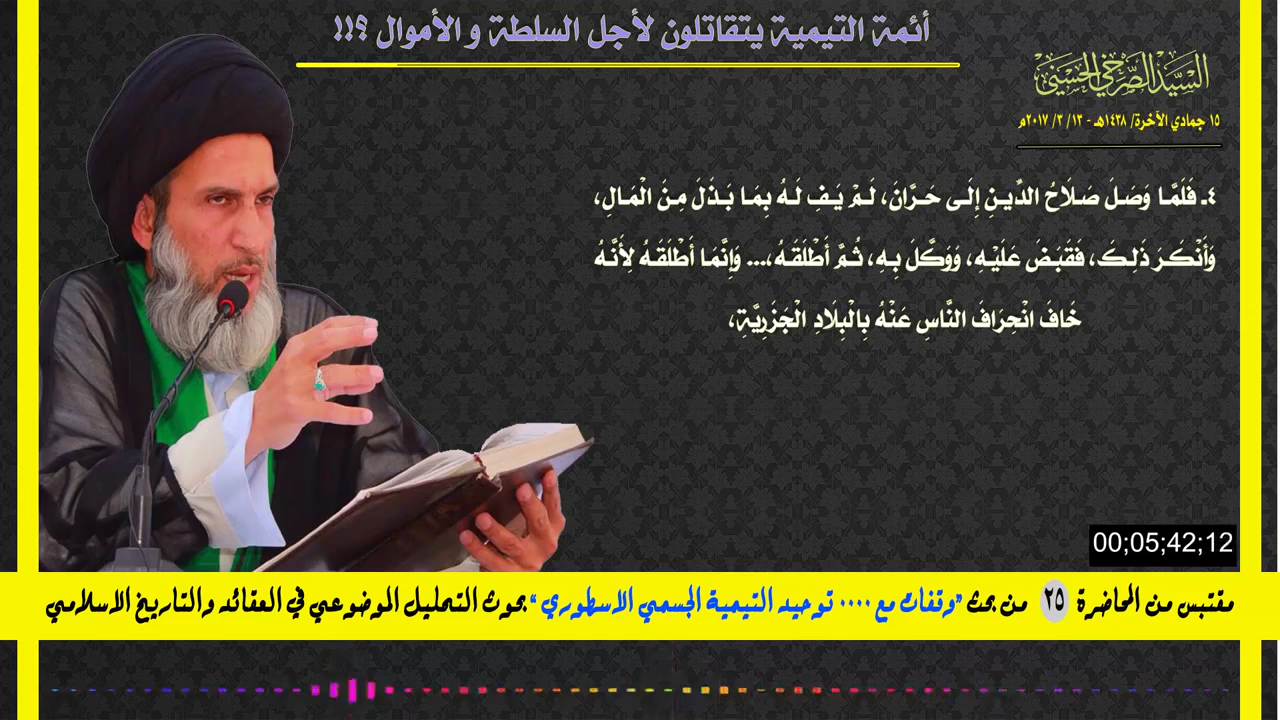 أئمة التيمية يتقاتلون لأجل السلطة و الأموال ؟!!
السيد الصرخي الحسني
١٥ جمادي الآخرة/ ١٤٣٨هـ - ١٣/ ٣/ ٢٠١٧م
٤ـ فَلَمَّا وَصَلَ صَلَاحُ الدِّينِ إِلَى حَرَّانَ، لَمْ يَفِ لَهُ بِمَا بَذَلَ مِنَ الْمَالِ،
وَأَنْكَرَ ذَلِكَ، فَقَبَضَ عَلَيْهِ، وَوَكَّلَ بِهِ، ثُمَّ أَطْلَقَهُ،... وَإِنَّمَا أَطْلَقَهُ لِأَنَّهُ
خَافَ انْحِرَافَ النَّاسِ عَنْهُ بِالْبِلَادِ الْجَزَرِيَّةِ،
00;05;42;12
مقتبس من المحاضرة ٢٥ من بحث "وقفات مع .... توحيد التيمية الجسمي الاسطوري" بحوث التحليل الموضوعي في العقائد والتاريخ الاسلامي